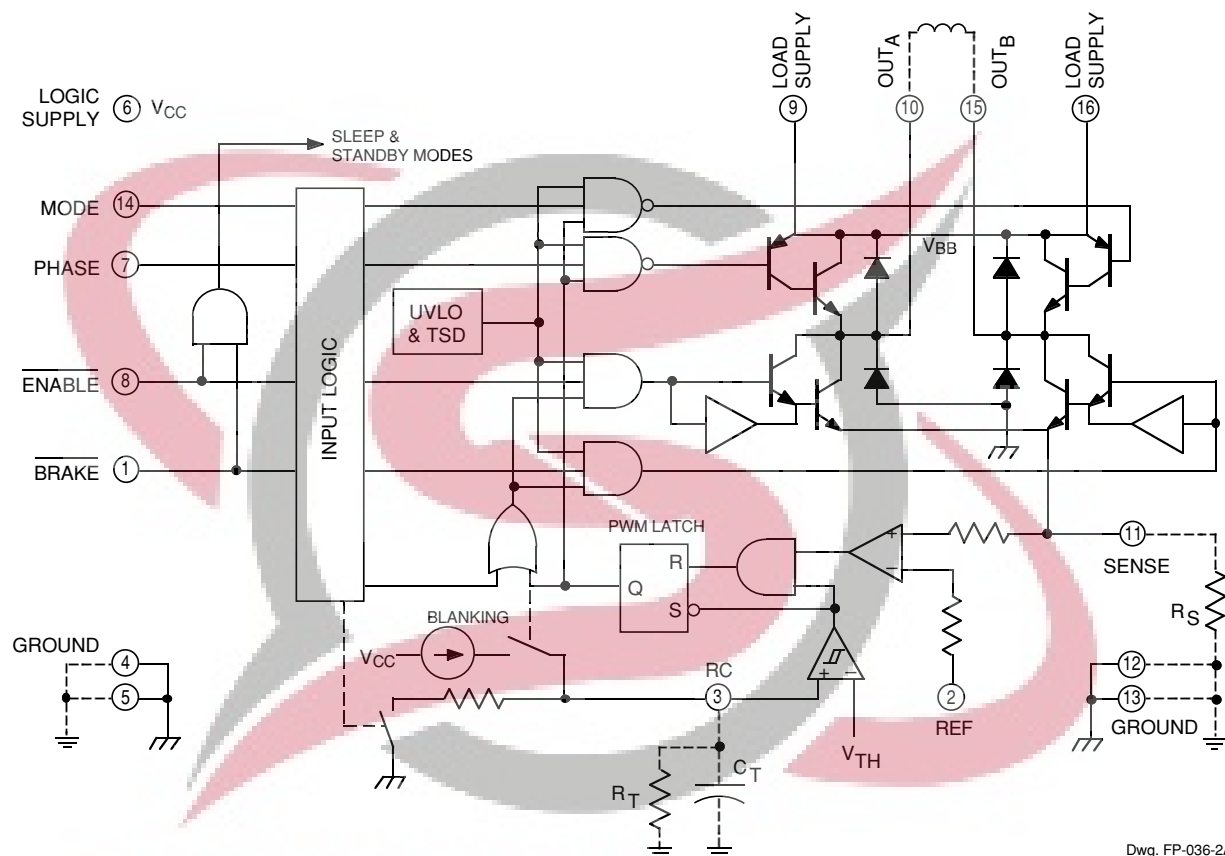 LOAD
SUPPLY
9
OUTA
10
OUTB
15
LOAD
SUPPLY
16
LOGIC
SUPPLY
6
VCC
SLEEP &
STANDBY MODES
MODE
14
PHASE
7
ENABLE
8
BRAKE
1
INPUT LOGIC
UVLO
& TSD
VBB
PWM LATCH
Q
R
S
+
−
11
SENSE
RS
BLANKING
VCC
GROUND
4
5
RC
3
+
−
VTH
2
REF
12
13
GROUND
RT
CT
Dwg. FP-036-2A